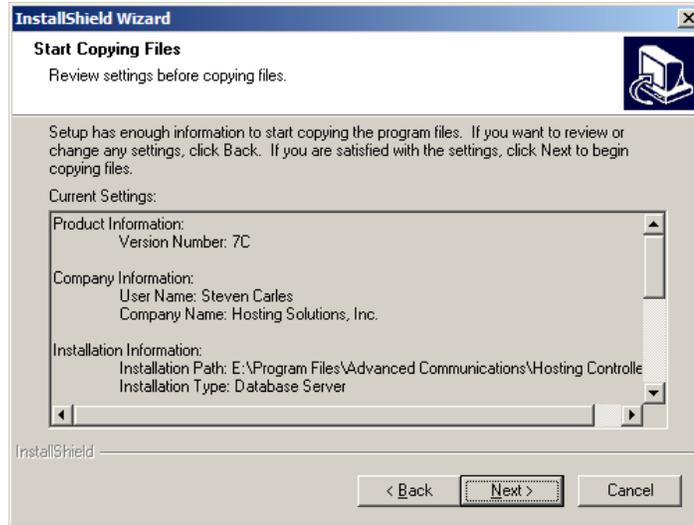 InstallShield Wizard
Start Copying Files
Review settings before copying files.
Setup has enough information to start copying the program files. If you want to review or
change any settings, click Back. If you are satisfied with the settings, click Next to begin
copying files.
Current Settings:
Product Information:
Version Number: 7C
Company Information:
User Name: Steven Carles
Company Name: Hosting Solutions, Inc.
Installation Information:
Installation Path: E:\Program Files\Advanced Communications\Hosting Controlle
Installation Type: Database Server
InstallShield
< Back Next > Cancel